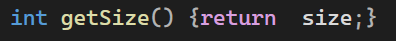 int getSize() {return  size;}